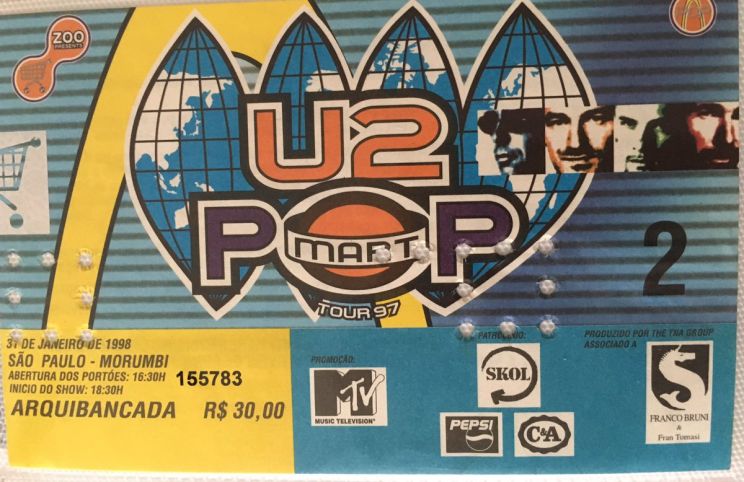 ZOO
PRESENTS
U2
POP
MART
TOUR 97
2
31 DE JANEIRO DE 1998
SÃO PAULO - MORUMBI
ABERTURA DOS PORTÕES: 16:30H 155783
INICIO DO SHOW: 18:30H
ARQUIBANCADA R$ 30,00
PROMOÇÃO:
MTV
MUSIC TELEVISION®
PATROCÍNIO:
SKOL
PEPSI
C&A
PRODUZIDO POR THE TNA GROUP
ASSOCIADO A
FRANCO BRUNI
&
Fran Tomasi